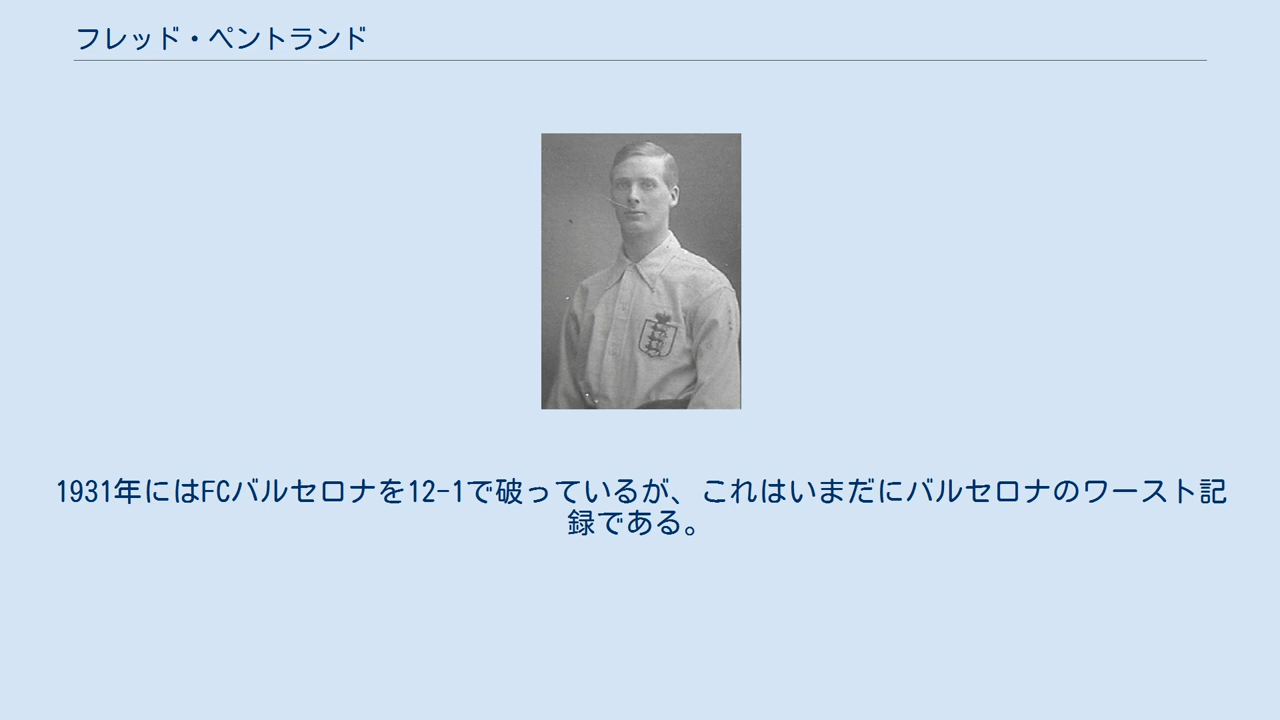 フレッド・ペントランド
1931年にはFCバルセロナを12-1で破っているが、これはいまだにバルセロナのワースト記
録である。